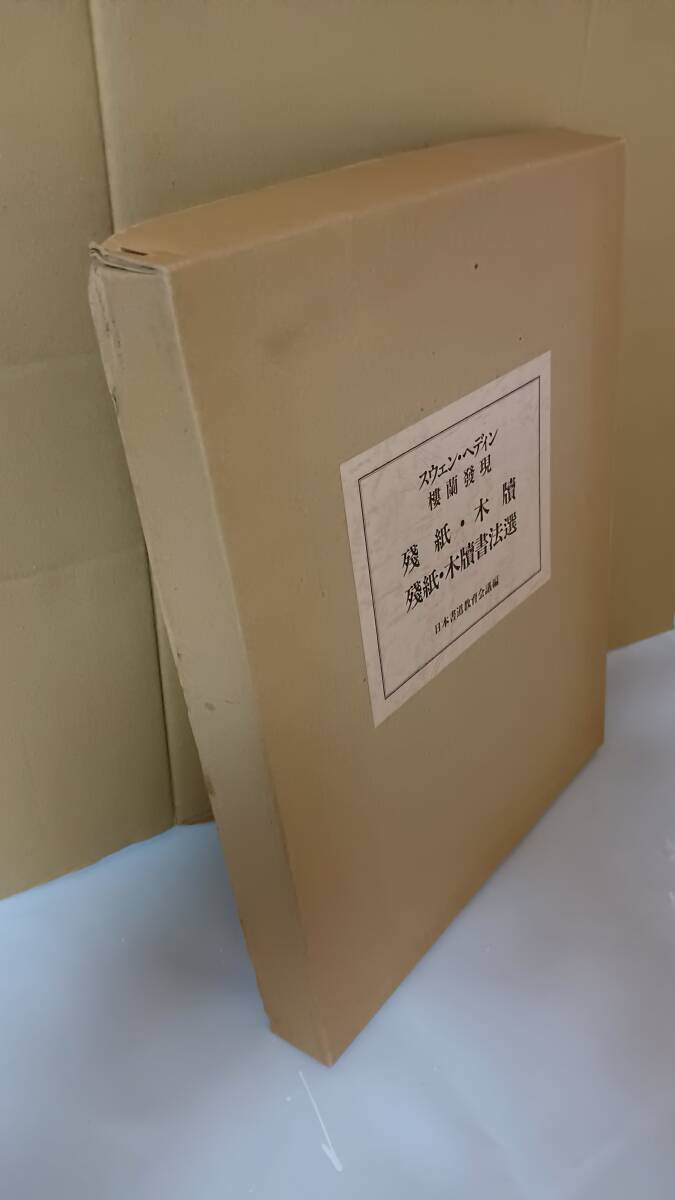 スウェン・ヘディン
樓蘭發現
殘紙・木牘
殘紙・木牘書法選
日本書道教育会議編